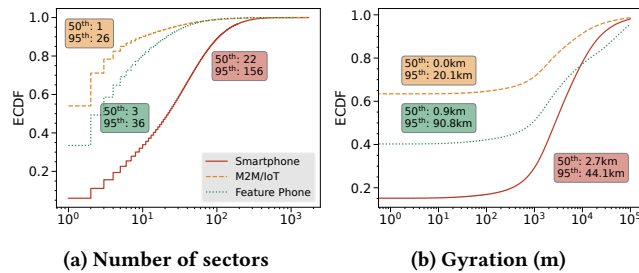 1.0
0.8
0.6
0.4
0.2
ECDF
50th: 1
95th: 26
50th: 22
95th: 156
50th: 3
95th: 36
Smartphone
M2M/IoT
Feature Phone
10^0
10^1
10^2
10^3
(a) Number of sectors
1.0
0.8
0.6
0.4
0.2
ECDF
50th: 0.0km
95th: 20.1km
50th: 0.9km
95th: 90.8km
50th: 2.7km
95th: 44.1km
10^0
10^1
10^2
10^3
10^4
10^5
(b) Gyration (m)